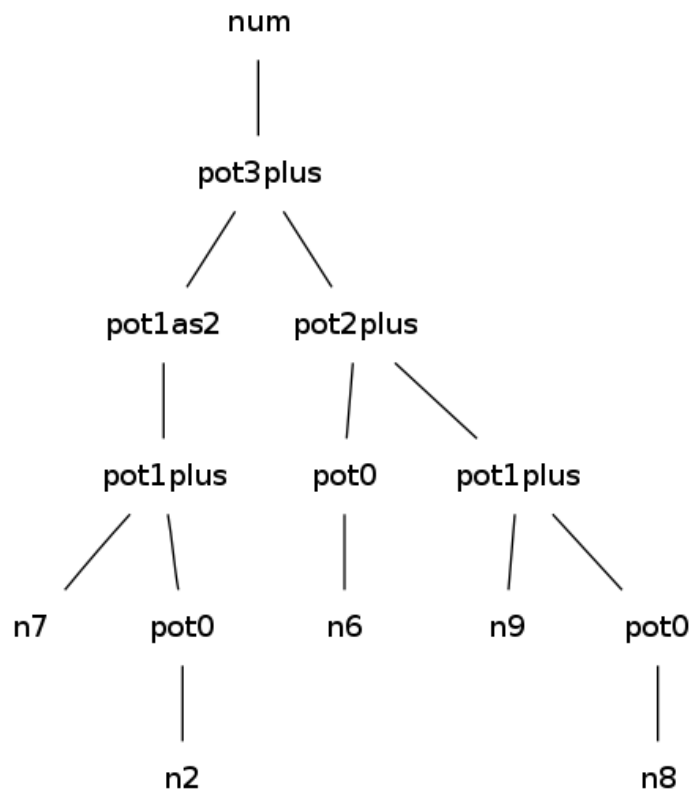 num
pot3plus
pot1as2 pot2plus
pot1plus pot0 pot1plus
n7 pot0 n6 n9 pot0
n2 n8